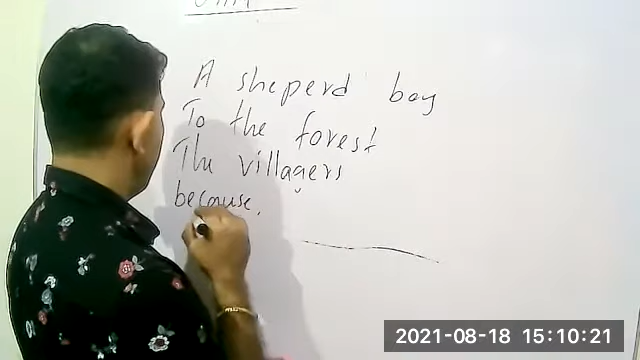 A sheperd boy
To the forest
The villagers
because.
2021-08-18 15:10:21